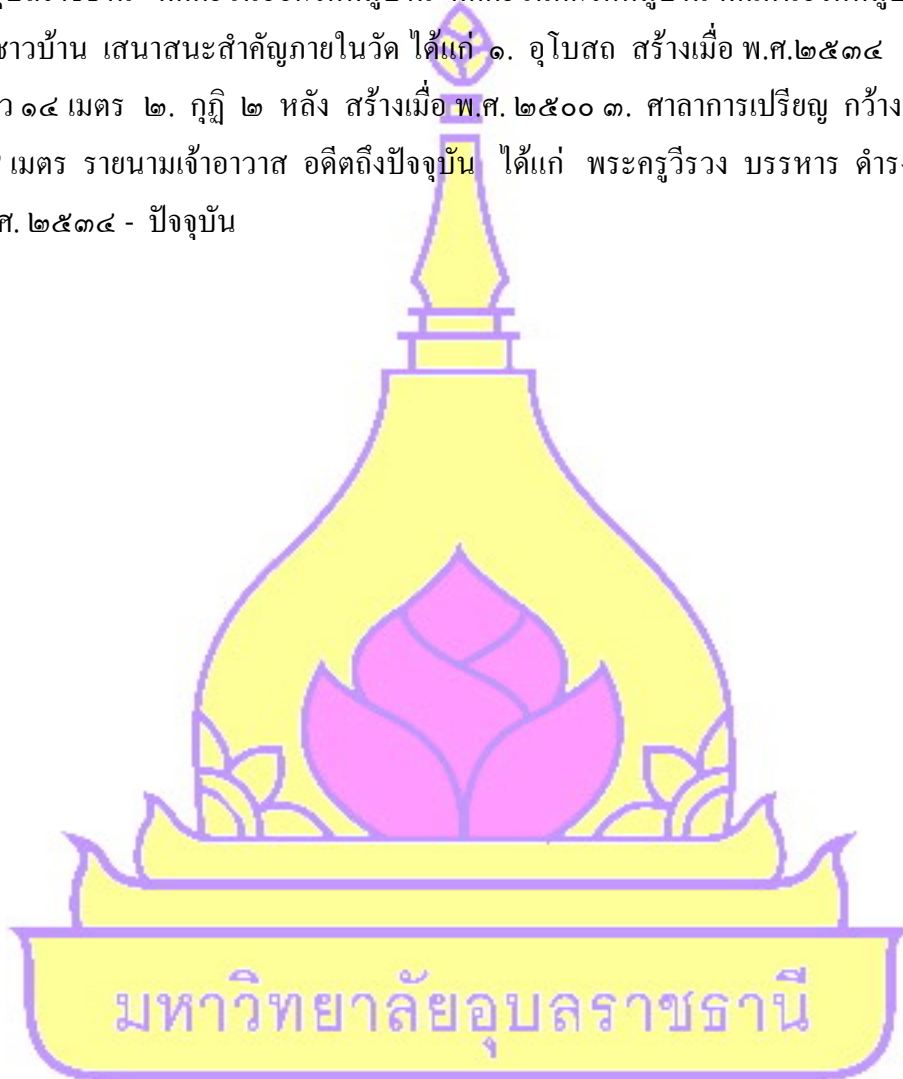 ชาวบ้าน เสนาสนะสำคัญภายในวัด ได้แก่ ๑. อุโบสถ สร้างเมื่อ พ.ศ.๒๕๓๔
๑๔ เมตร ๒. กุฏิ ๒ หลัง สร้างเมื่อ พ.ศ. ๒๕๐๐ ๓. ศาลาการเปรียญ กว้าง
เมตร รายนามเจ้าอาวาส อดีตถึงปัจจุบัน ได้แก่ พระครูวีรวง บรรหาร ดำรง
ศ. ๒๕๓๔ - ปัจจุบัน
มหาวิทยาลัยอุบลราชธานี